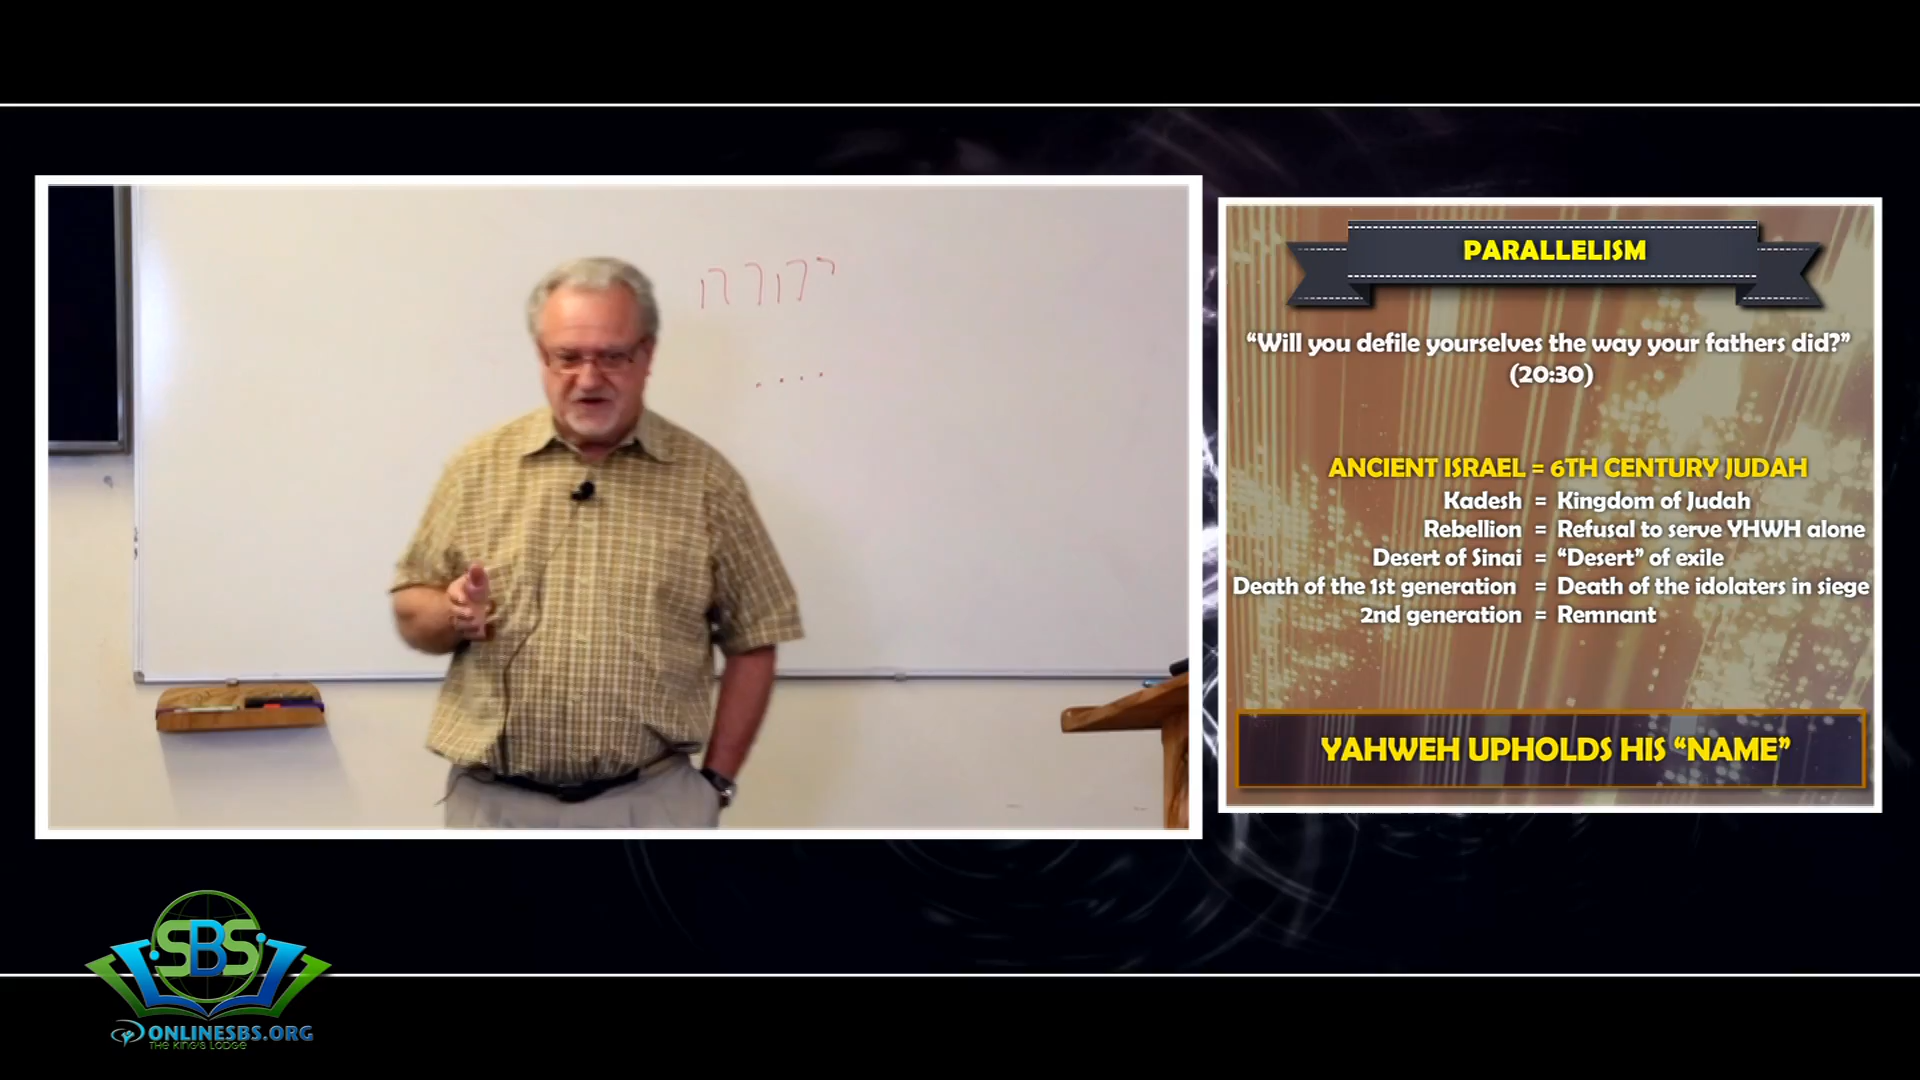 יהוה
. . . .
PARALLELISM
“Will you defile yourselves the way your fathers did?”
(20:30)
ANCIENT ISRAEL = 6TH CENTURY JUDAH
Kadesh = Kingdom of Judah
Rebellion = Refusal to serve YHWH alone
Desert of Sinai = “Desert” of exile
Death of the 1st generation = Death of the idolaters in siege
2nd generation = Remnant
YAHWEH UPHOLDS HIS “NAME”
SBS
ONLINESBS.ORG
THE KING'S LODGE